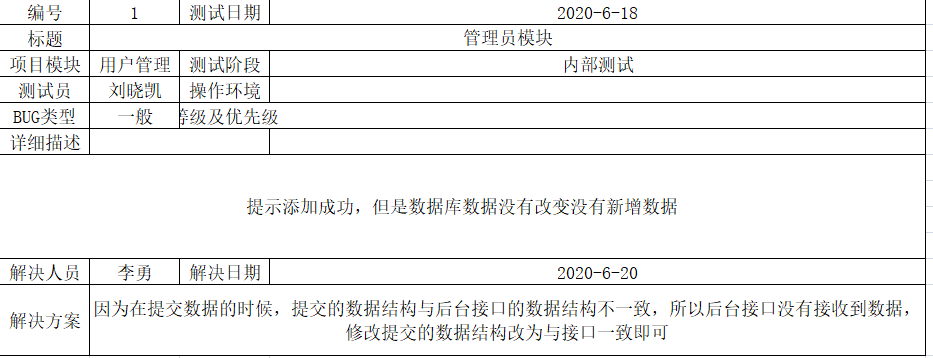 编号 1 测试日期 2020-6-18
标题 管理员模块
项目模块 用户管理 测试阶段 内部测试
测试员 刘晓凯 操作环境
BUG类型 一般 等级及优先级
详细描述
提示添加成功，但是数据库数据没有改变没有新增数据
解决人员 李勇 解决日期 2020-6-20
解决方案 因为在提交数据的时候，提交的数据结构与后台接口的数据结构不一致，所以后台接口没有接收到数据，
修改提交的数据结构改为与接口一致即可